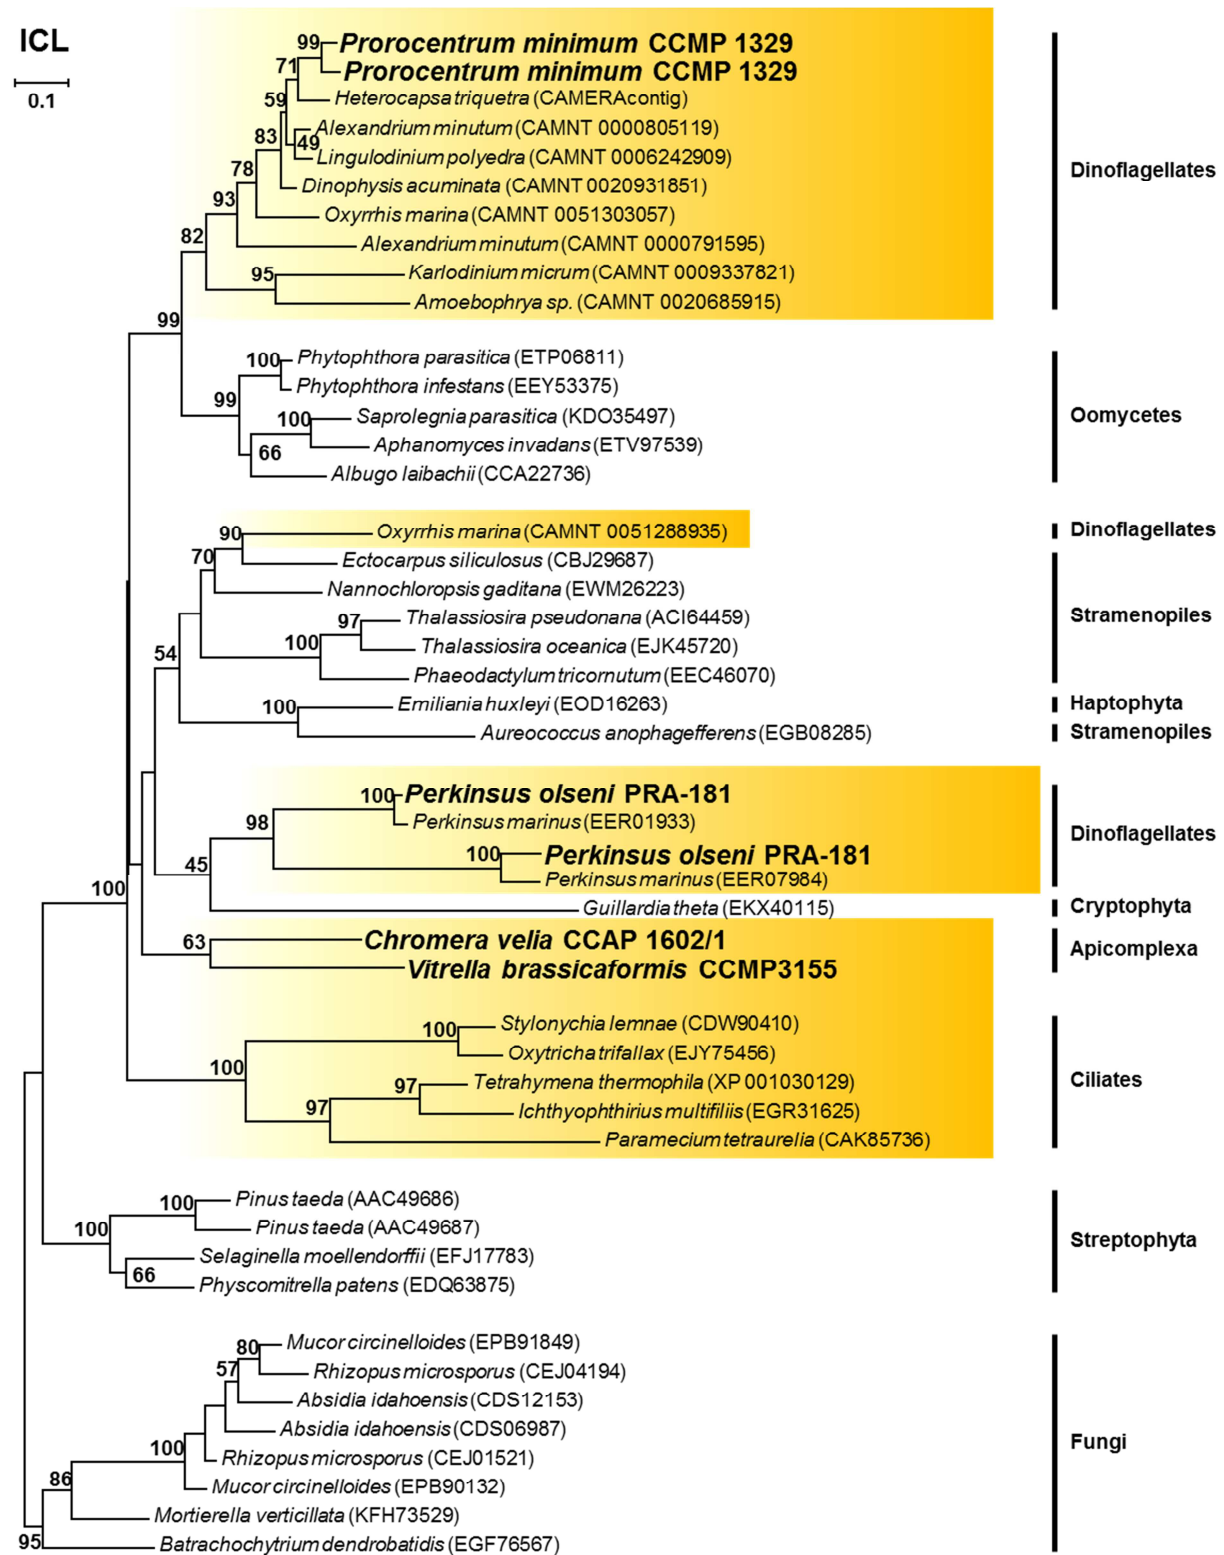 ICL
0.1
99
Prorocentrum minimum CCMP 1329
71
Prorocentrum minimum CCMP 1329
59
Heterocapsa triquetra (CAMERAcontig)
Alexandrium minutum (CAMNT 0000805119)
83
49
Lingulodinium polyedra (CAMNT 0006242909)
78
Dinophysis acuminata (CAMNT 0020931851)
Dinoflagellates
93
Oxyrrhis marina (CAMNT 0051303057)
82
Alexandrium minutum (CAMNT 0000791595)
95
Karlodinium micrum (CAMNT 0009337821)
Amoebophrya sp. (CAMNT 0020685915)
99
100
Phytophthora parasitica (ETP06811)
Phytophthora infestans (EEY53375)
99
100
Saprolegnia parasitica (KDO35497)
Oomycetes
66
Aphanomyces invadans (ETV97539)
Albugo laibachii (CCA22736)
90
Oxyrrhis marina (CAMNT 0051288935)
Dinoflagellates
70
Ectocarpus siliculosus (CBJ29687)
Nannochloropsis gaditana (EWM26223)
97
Thalassiosira pseudonana (ACI64459)
Stramenopiles
100
Thalassiosira oceanica (EJK45720)
54
Phaeodactylum tricornutum (EEC46070)
100
Emiliania huxleyi (EOD16263)
Haptophyta
Aureococcus anophagefferens (EGB08285)
Stramenopiles
100
Perkinsus olseni PRA-181
98
Perkinsus marinus (EER01933)
Dinoflagellates
45
100
Perkinsus olseni PRA-181
Perkinsus marinus (EER07984)
100
Guillardia theta (EKX40115)
Cryptophyta
63
Chromera velia CCAP 1602/1
Apicomplexa
Vitrella brassicaformis CCMP3155
100
Stylonychia lemnae (CDW90410)
Oxytricha trifallax (EJY75456)
100
97
Tetrahymena thermophila (XP 001030129)
Ciliates
97
Ichthyophthirius multifiliis (EGR31625)
Paramecium tetraurelia (CAK85736)
100
Pinus taeda (AAC49686)
100
Pinus taeda (AAC49687)
Streptophyta
Selaginella moellendorffii (EFJ17783)
66
Physcomitrella patens (EDQ63875)
80
Mucor circinelloides (EPB91849)
57
Rhizopus microsporus (CEJ04194)
Absidia idahoensis (CDS12153)
Absidia idahoensis (CDS06987)
Fungi
100
Rhizopus microsporus (CEJ01521)
86
Mucor circinelloides (EPB90132)
Mortierella verticillata (KFH73529)
95
Batrachochytrium dendrobatidis (EGF76567)